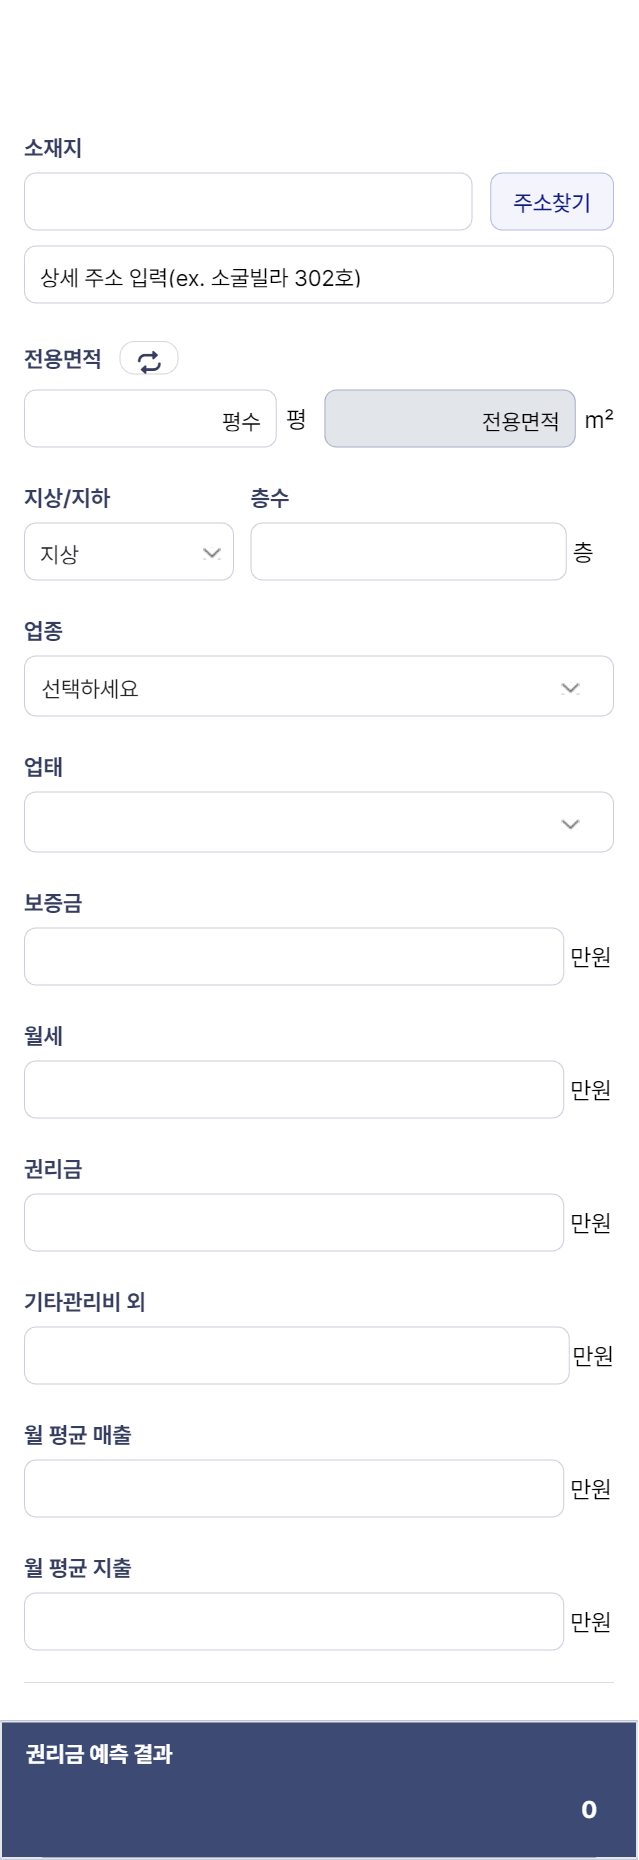 소재지
주소찾기
상세 주소 입력(ex. 소굴빌라 302호)
전용면적
평수 평 전용면적 m²
지상/지하 층수
지상 층
업종
선택하세요
업태
보증금
만원
월세
만원
권리금
만원
기타관리비 외
만원
월 평균 매출
만원
월 평균 지출
만원
권리금 예측 결과
0